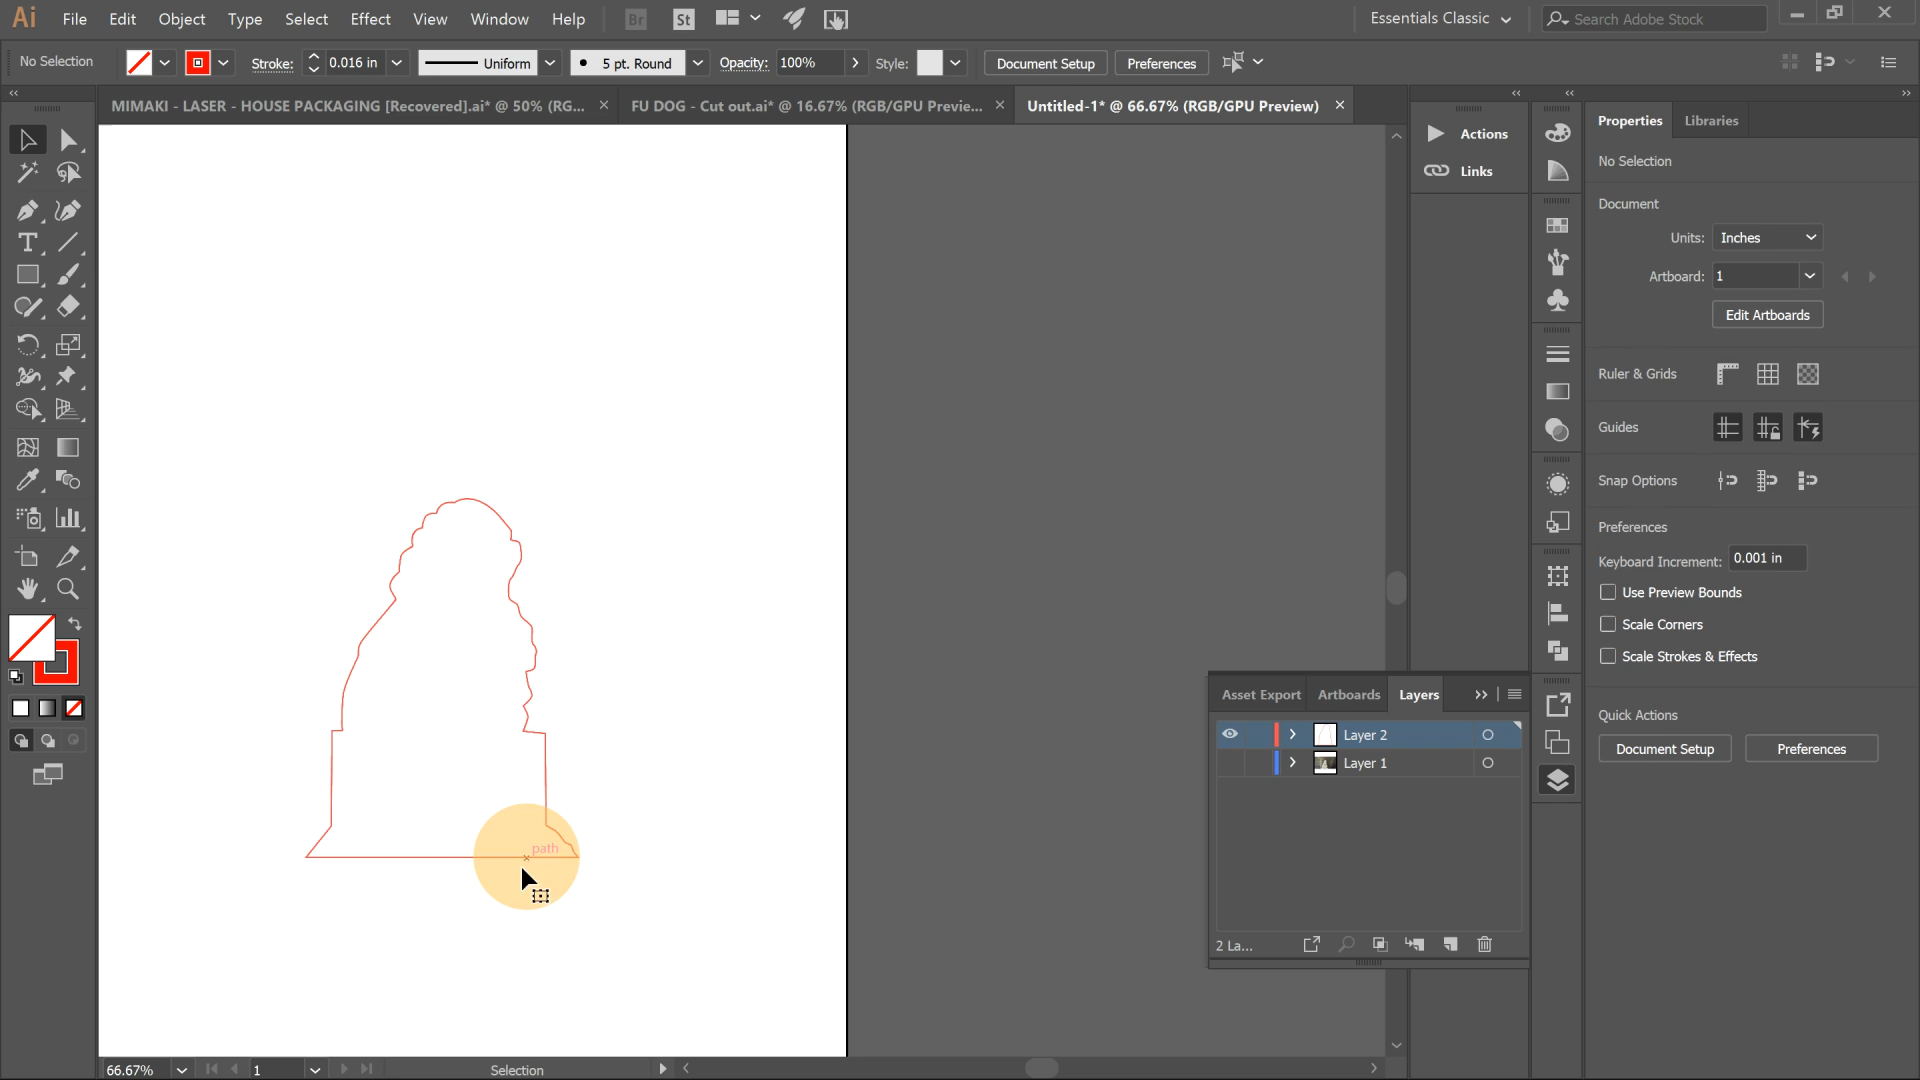 Ai File Edit Object Type Select Effect View Window Help Br St Essentials Classic Search Adobe Stock
No Selection Stroke: 0.016 in Uniform 5 pt. Round Opacity: 100% Style: Document Setup Preferences
MIMAKI - LASER - HOUSE PACKAGING [Recovered].ai* @ 50% (RG... × FU DOG - Cut out.ai* @ 16.67% (RGB/GPU Previe... × Untitled-1* @ 66.67% (RGB/GPU Preview) ×
Actions
Links
Properties Libraries
No Selection
Document
Units: Inches
Artboard: 1
Edit Artboards
Ruler & Grids
Guides
Snap Options
Preferences
Keyboard Increment: 0.001 in
Use Preview Bounds
Scale Corners
Scale Strokes & Effects
Quick Actions
Document Setup Preferences
Asset Export Artboards Layers
Layer 2
Layer 1
2 La...
path
66.67% 1 Selection